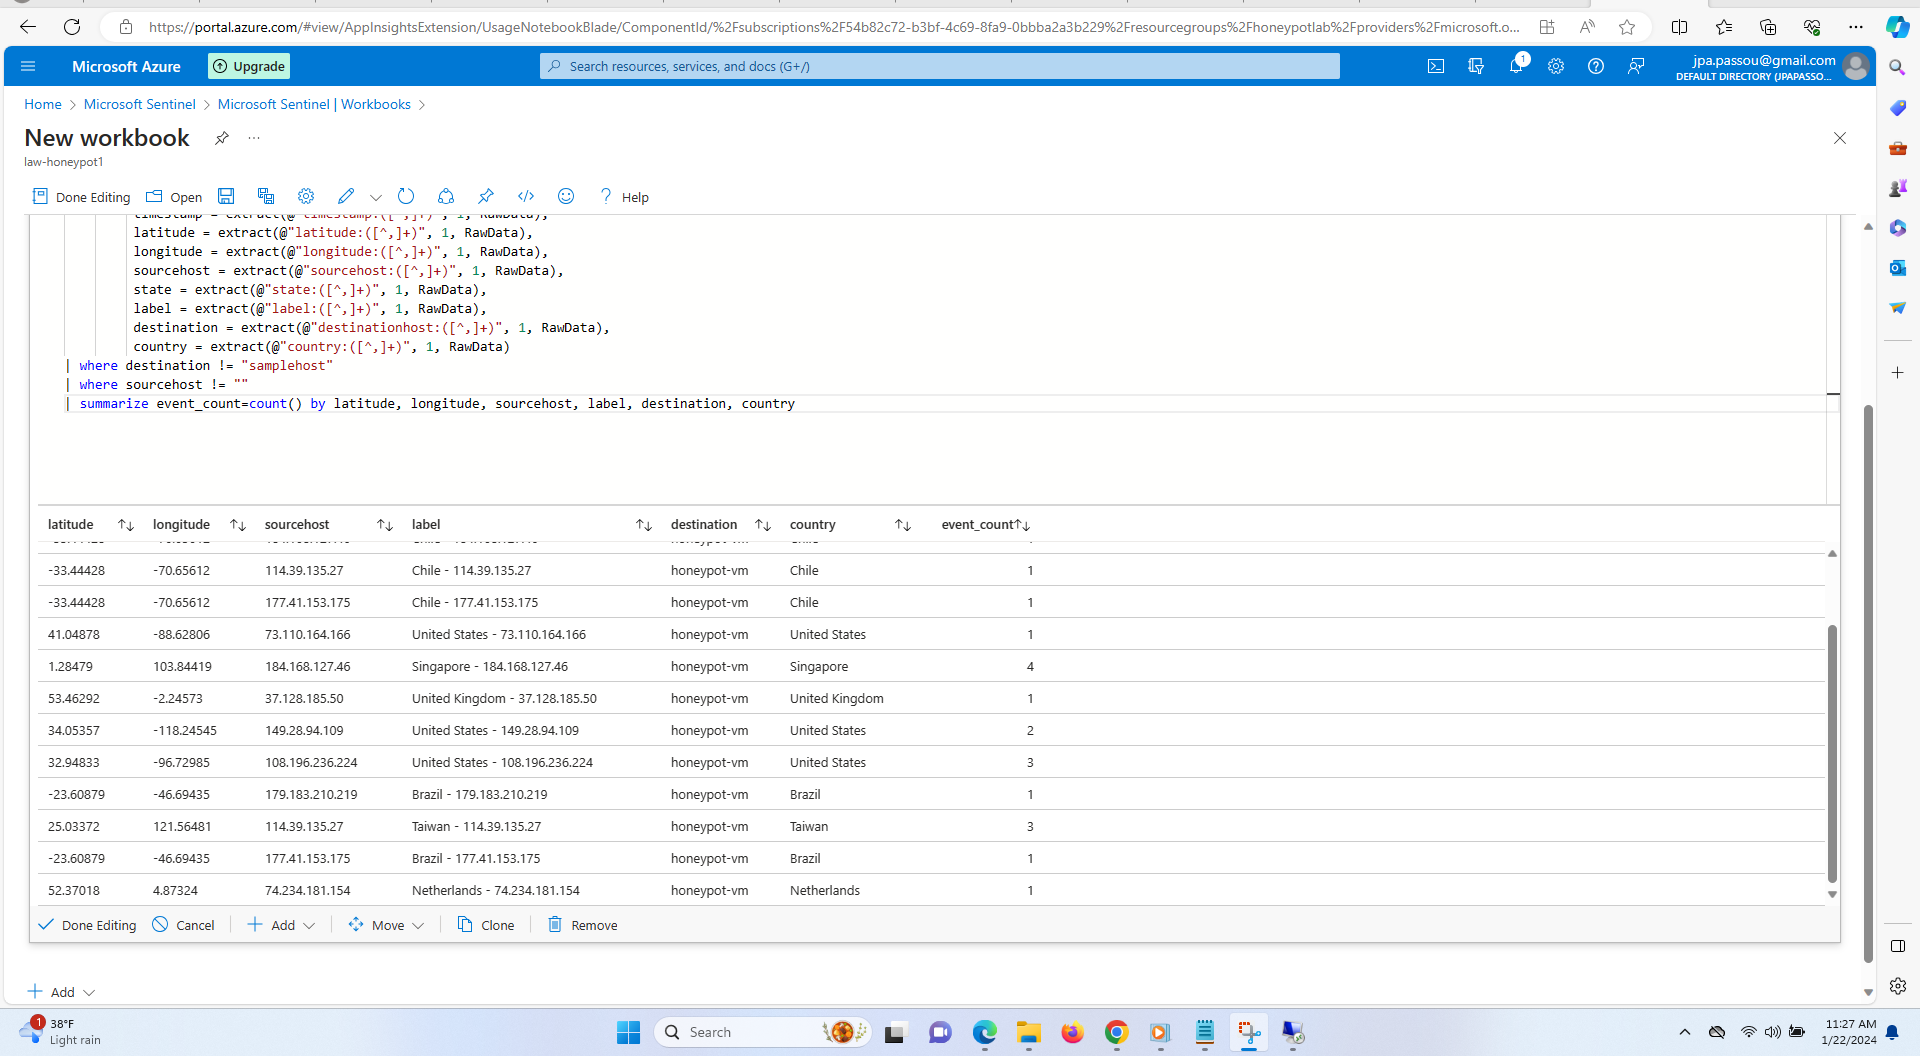 https://portal.azure.com/#view/AppInsightsExtension/UsageNotebookBlade/ComponentId/%2Fsubscriptions%2F54b82c72-b3bf-4c69-8fa9-0bbba2a3b229%2Fresourcegroups%2Fhoneypotlab%2Fproviders%2Fmicrosoft.o...
Microsoft Azure
Upgrade
Search resources, services, and docs (G+/)
1
jpa.passou@gmail.com
DEFAULT DIRECTORY (JPAPASSO...
Home > Microsoft Sentinel > Microsoft Sentinel | Workbooks >
New workbook
...
law-honeypot1
Done Editing Open ? Help
timestamp = extract(@"timestamp:([^,]+)", 1, RawData),
latitude = extract(@"latitude:([^,]+)", 1, RawData),
longitude = extract(@"longitude:([^,]+)", 1, RawData),
sourcehost = extract(@"sourcehost:([^,]+)", 1, RawData),
state = extract(@"state:([^,]+)", 1, RawData),
label = extract(@"label:([^,]+)", 1, RawData),
destination = extract(@"destinationhost:([^,]+)", 1, RawData),
country = extract(@"country:([^,]+)", 1, RawData)
| where destination != "samplehost"
| where sourcehost != ""
| summarize event_count=count() by latitude, longitude, sourcehost, label, destination, country
latitude longitude sourcehost label destination country event_count
-33.44428 -70.65612 114.39.135.27 Chile - 114.39.135.27 honeypot-vm Chile 1
-33.44428 -70.65612 177.41.153.175 Chile - 177.41.153.175 honeypot-vm Chile 1
41.04878 -88.62806 73.110.164.166 United States - 73.110.164.166 honeypot-vm United States 1
1.28479 103.84419 184.168.127.46 Singapore - 184.168.127.46 honeypot-vm Singapore 4
53.46292 -2.24573 37.128.185.50 United Kingdom - 37.128.185.50 honeypot-vm United Kingdom 1
34.05357 -118.24545 149.28.94.109 United States - 149.28.94.109 honeypot-vm United States 2
32.94833 -96.72985 108.196.236.224 United States - 108.196.236.224 honeypot-vm United States 3
-23.60879 -46.69435 179.183.210.219 Brazil - 179.183.210.219 honeypot-vm Brazil 1
25.03372 121.56481 114.39.135.27 Taiwan - 114.39.135.27 honeypot-vm Taiwan 3
-23.60879 -46.69435 177.41.153.175 Brazil - 177.41.153.175 honeypot-vm Brazil 1
52.37018 4.87324 74.234.181.154 Netherlands - 74.234.181.154 honeypot-vm Netherlands 1
Done Editing Cancel Add Move Clone Remove
Add
1
38°F
Light rain
Search
11:27 AM
1/22/2024